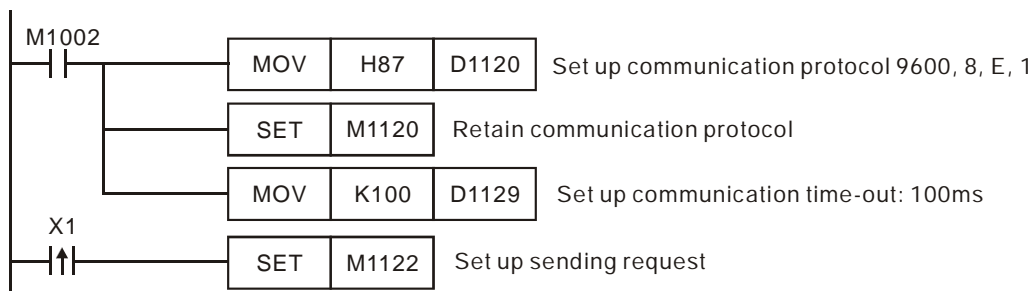 M1002
MOV H87 D1120 Set up communication protocol 9600, 8, E, 1
SET M1120 Retain communication protocol
MOV K100 D1129 Set up communication time-out: 100ms
X1
SET M1122 Set up sending request